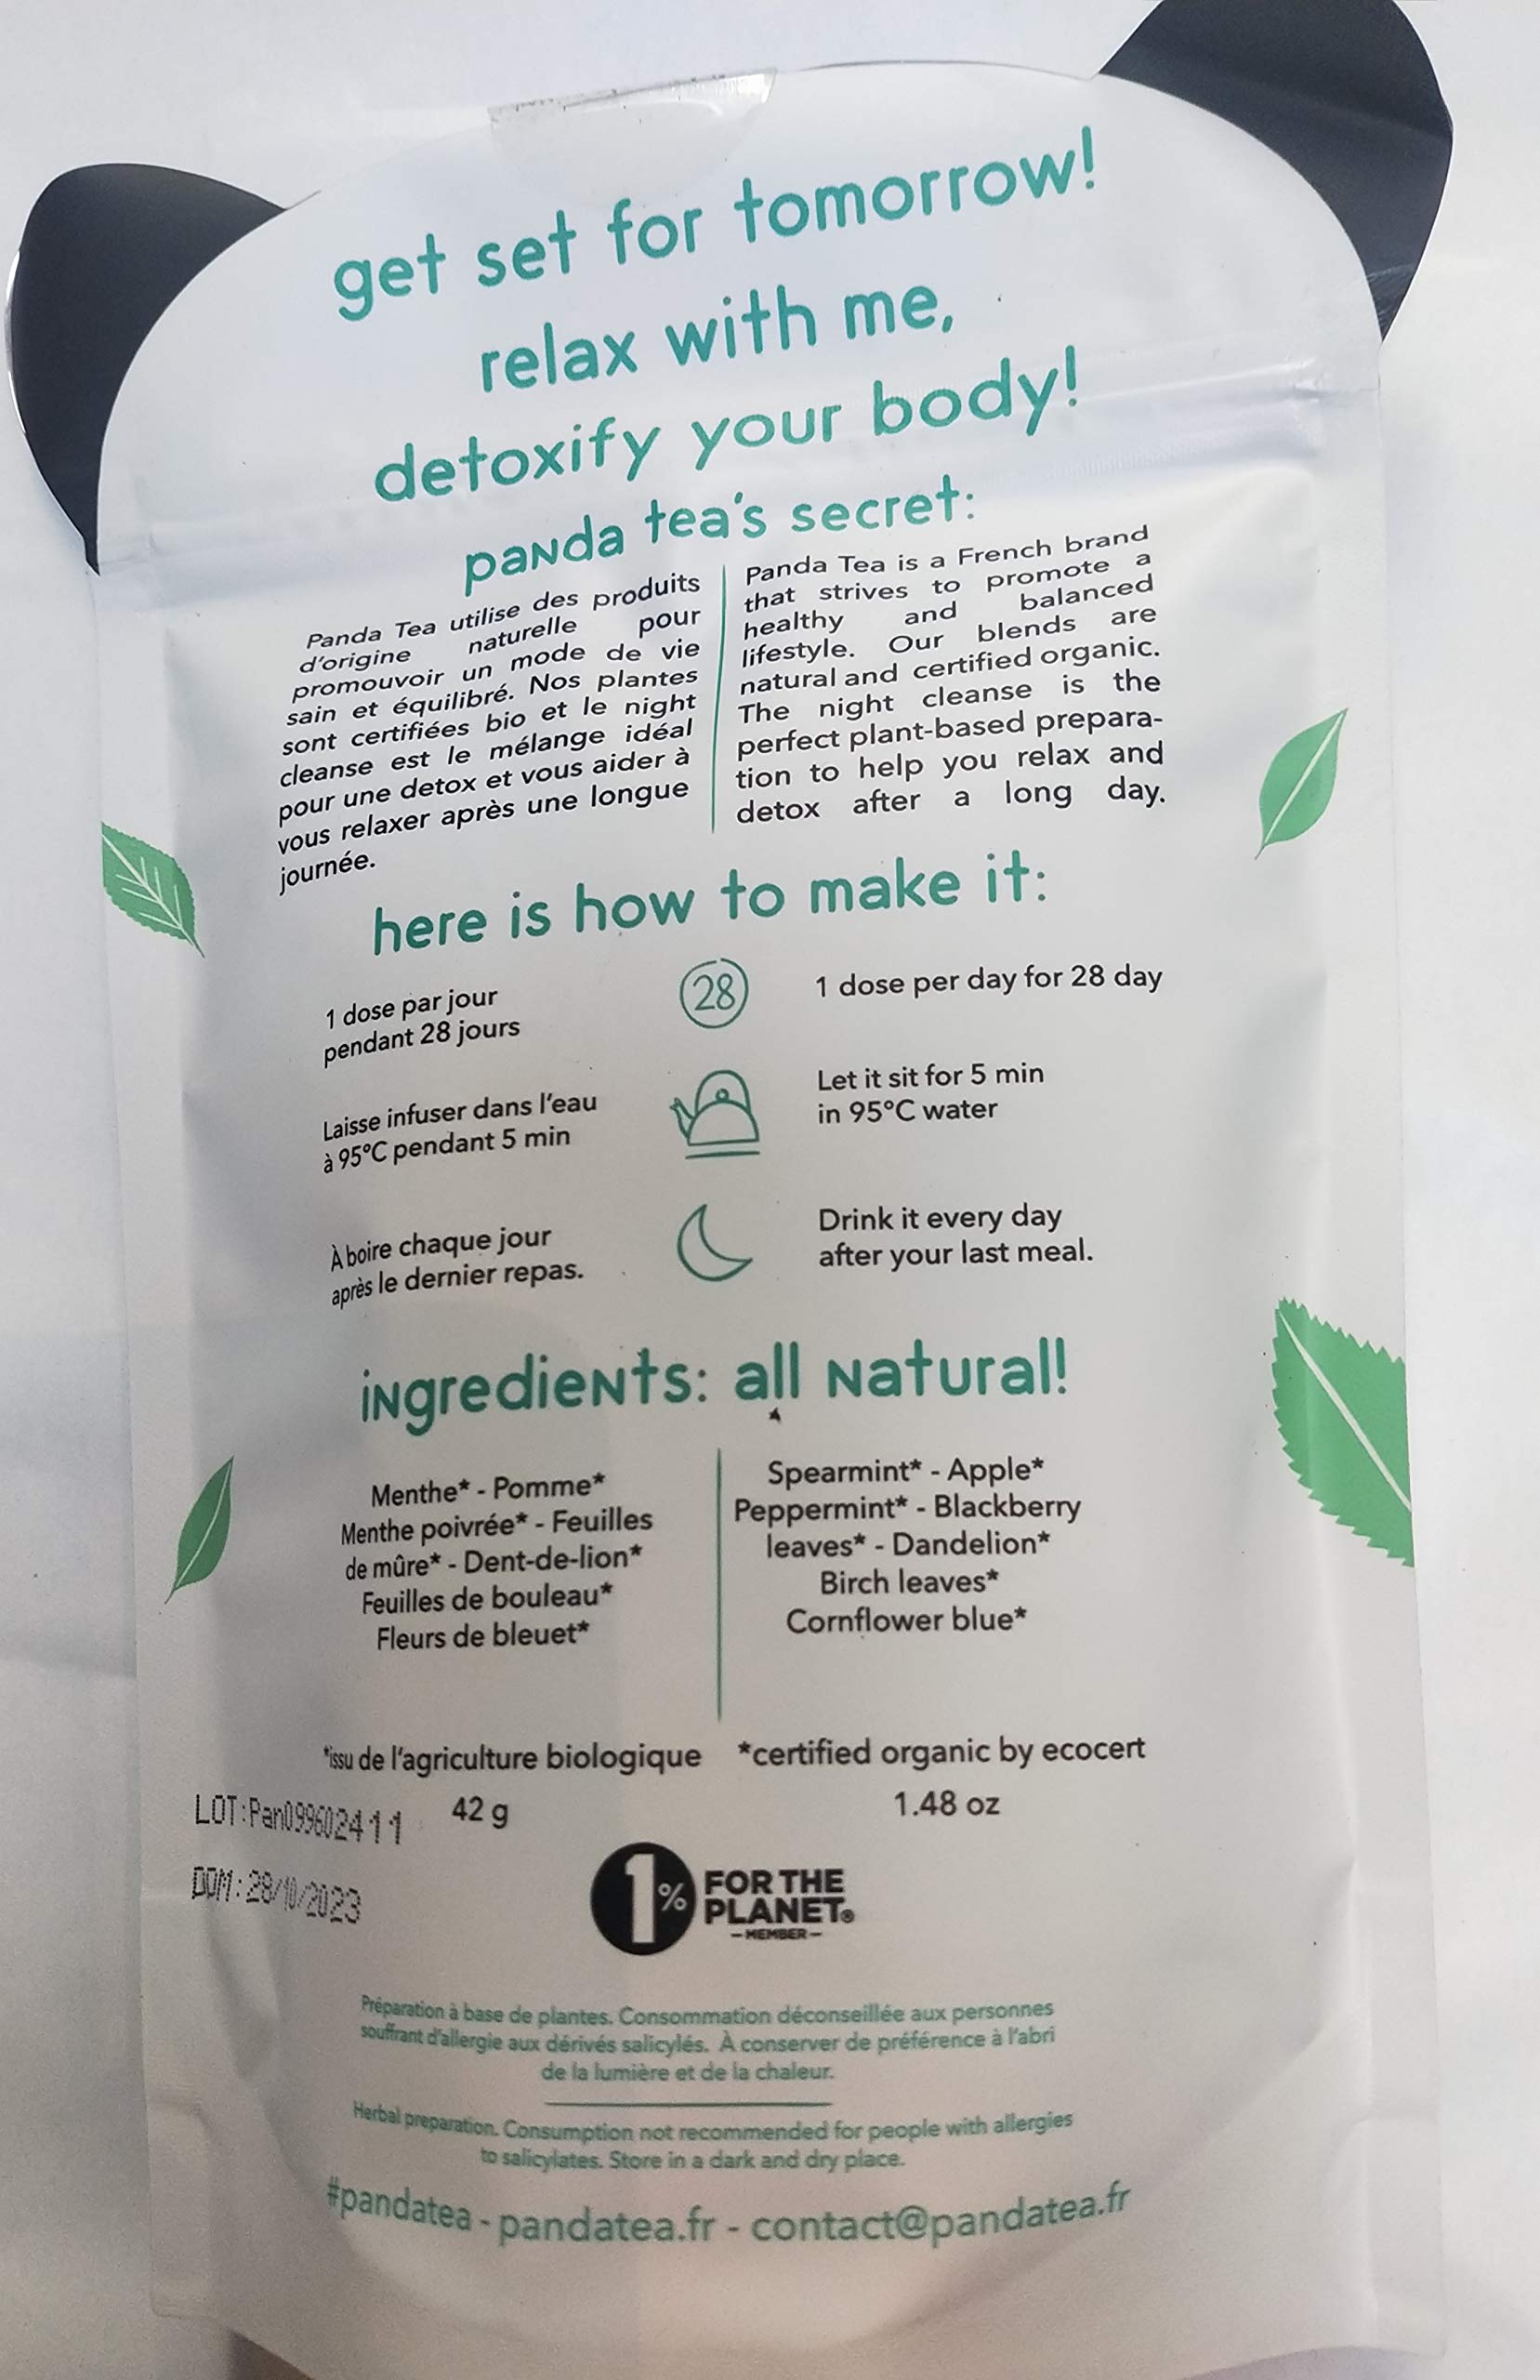 get set for tomorrow!
relax with me,
detoxify your body!
panda tea's secret:
Panda Tea utilise des produits
d'origine naturelle pour
promouvoir un mode de vie
sain et équilibré. Nos plantes
sont certifiées bio et le night
cleanse est le mélange idéal
pour une detox et vous aider à
vous relaxer après une longue
journée.
Panda Tea is a French brand
that strives to promote a
healthy and balanced
lifestyle. Our blends are
natural and certified organic.
The night cleanse is the
perfect plant-based prepara-
tion to help you relax and
detox after a long day.
here is how to make it:
1 dose par jour
pendant 28 jours
28
1 dose per day for 28 day
Laisse infuser dans l'eau
à 95°C pendant 5 min
Let it sit for 5 min
in 95°C water
À boire chaque jour
après le dernier repas.
Drink it every day
after your last meal.
ingredients: all natural!
Menthe* - Pomme*
Menthe poivrée* - Feuilles
de mûre* - Dent-de-lion*
Feuilles de bouleau*
Fleurs de bleuet*
Spearmint* - Apple*
Peppermint* - Blackberry
leaves* - Dandelion*
Birch leaves*
Cornflower blue*
*issu de l'agriculture biologique
*certified organic by ecocert
42 g
1.48 oz
LOT:Pan099602411
DDM:28/10/2023
1% FOR THE
PLANET®
- MEMBER -
Préparation à base de plantes. Consommation déconseillée aux personnes
souffrant d'allergie aux dérivés salicylés. À conserver de préférence à l'abri
de la lumière et de la chaleur.
Herbal preparation. Consumption not recommended for people with allergies
to salicylates. Store in a dark and dry place.
#pandatea - pandatea.fr - contact@pandatea.fr